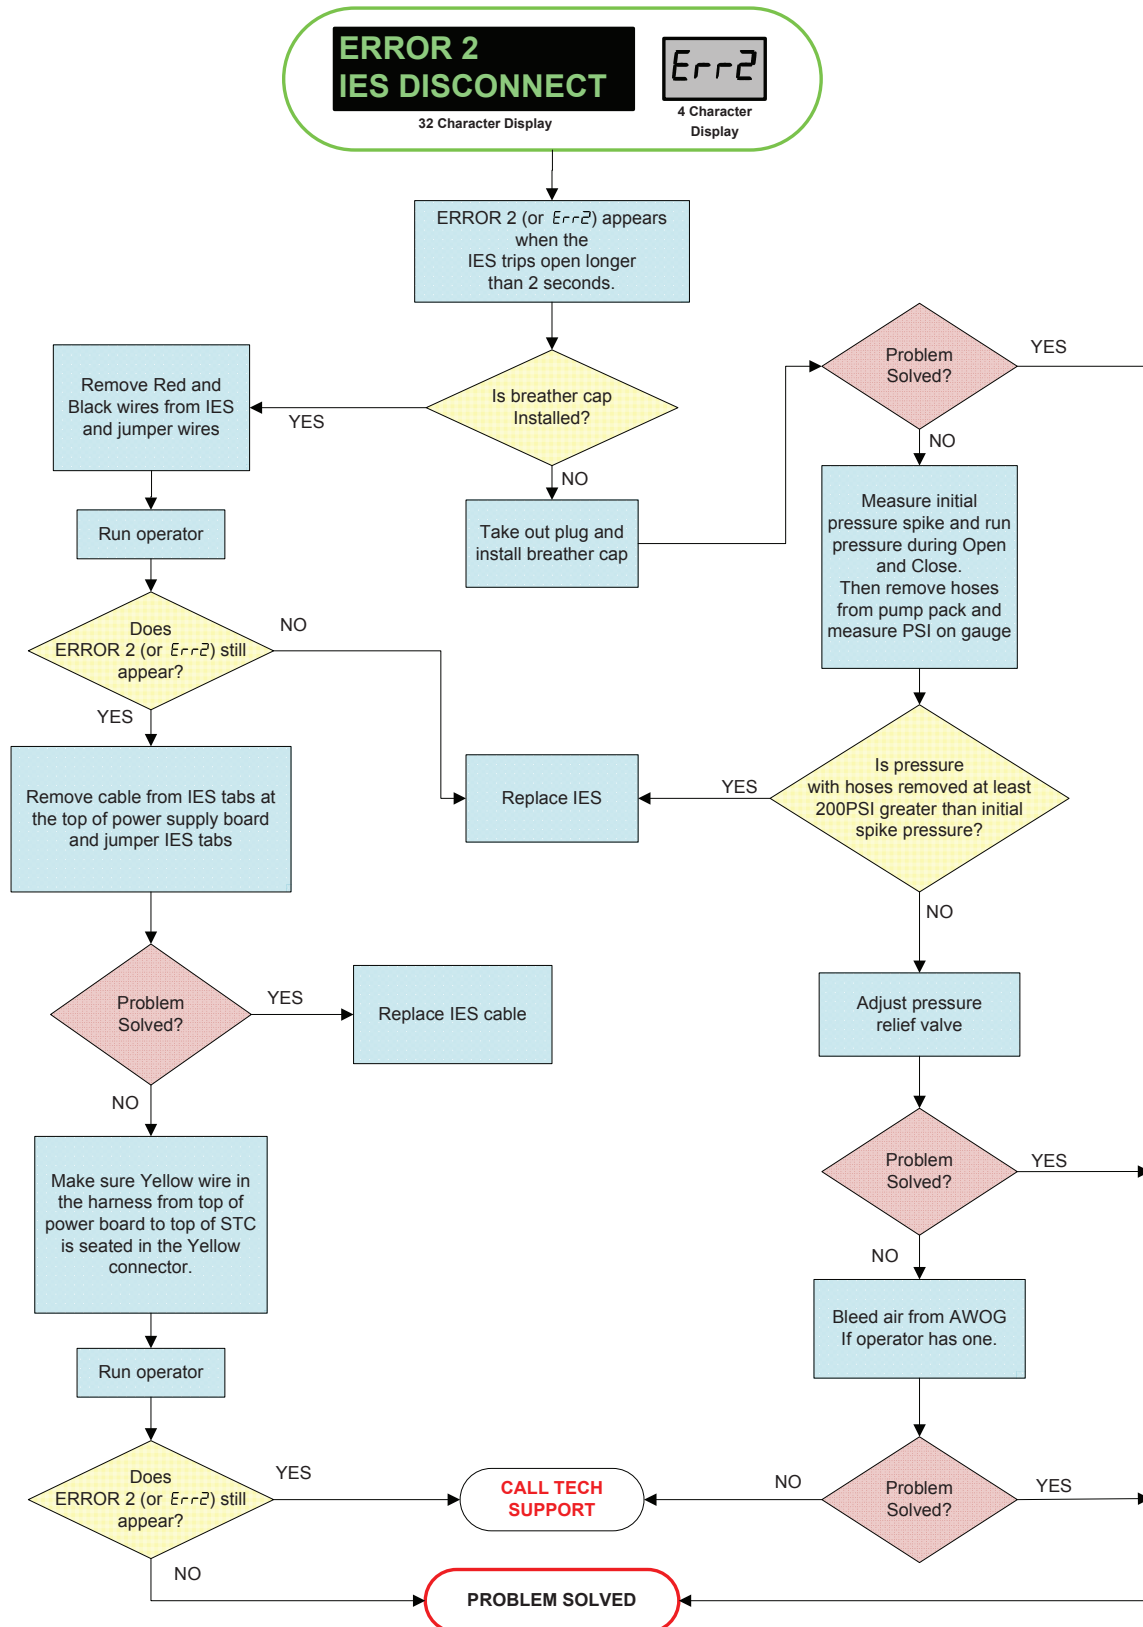 ERROR 2
IES DISCONNECT
32 Character Display
Err2
4 Character
Display
ERROR 2 (or Err2) appears
when the
IES trips open longer
than 2 seconds.
Is breather cap
Installed?
YES
NO
Remove Red and
Black wires from IES
and jumper wires
Run operator
Does
ERROR 2 (or Err2) still
appear?
NO
YES
Remove cable from IES tabs at
the top of power supply board
and jumper IES tabs
Problem
Solved?
YES
Replace IES cable
NO
Make sure Yellow wire in
the harness from top of
power board to top of STC
is seated in the Yellow
connector.
Run operator
Does
ERROR 2 (or Err2) still
appear?
YES
NO
Take out plug and
install breather cap
Problem
Solved?
YES
NO
Measure initial
pressure spike and run
pressure during Open
and Close.
Then remove hoses
from pump pack and
measure PSI on gauge
Is pressure
with hoses removed at least
200PSI greater than initial
spike pressure?
YES
Replace IES
NO
Adjust pressure
relief valve
Problem
Solved?
YES
NO
Bleed air from AWOG
If operator has one.
Problem
Solved?
YES
NO
CALL TECH
SUPPORT
PROBLEM SOLVED